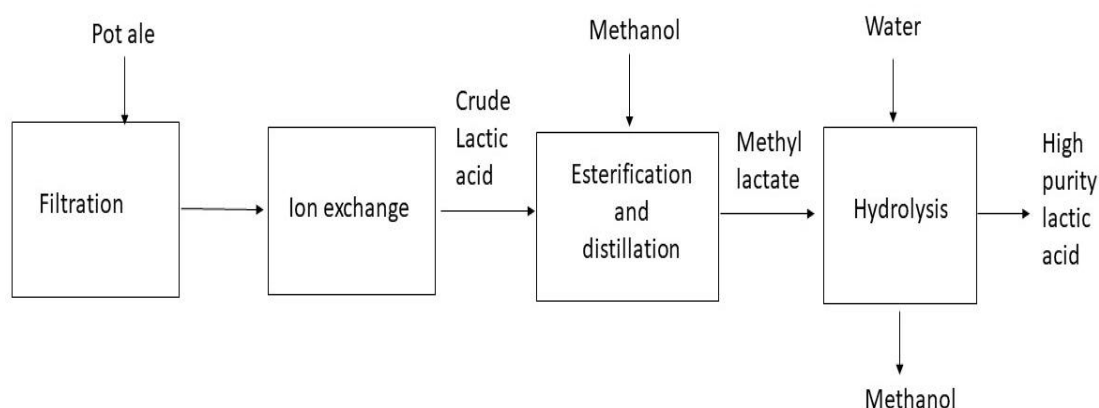 Pot ale
Methanol
Water
Filtration
Ion exchange
Crude
Lactic
acid
Esterification
and
distillation
Methyl
lactate
Hydrolysis
High
purity
lactic
acid
Methanol